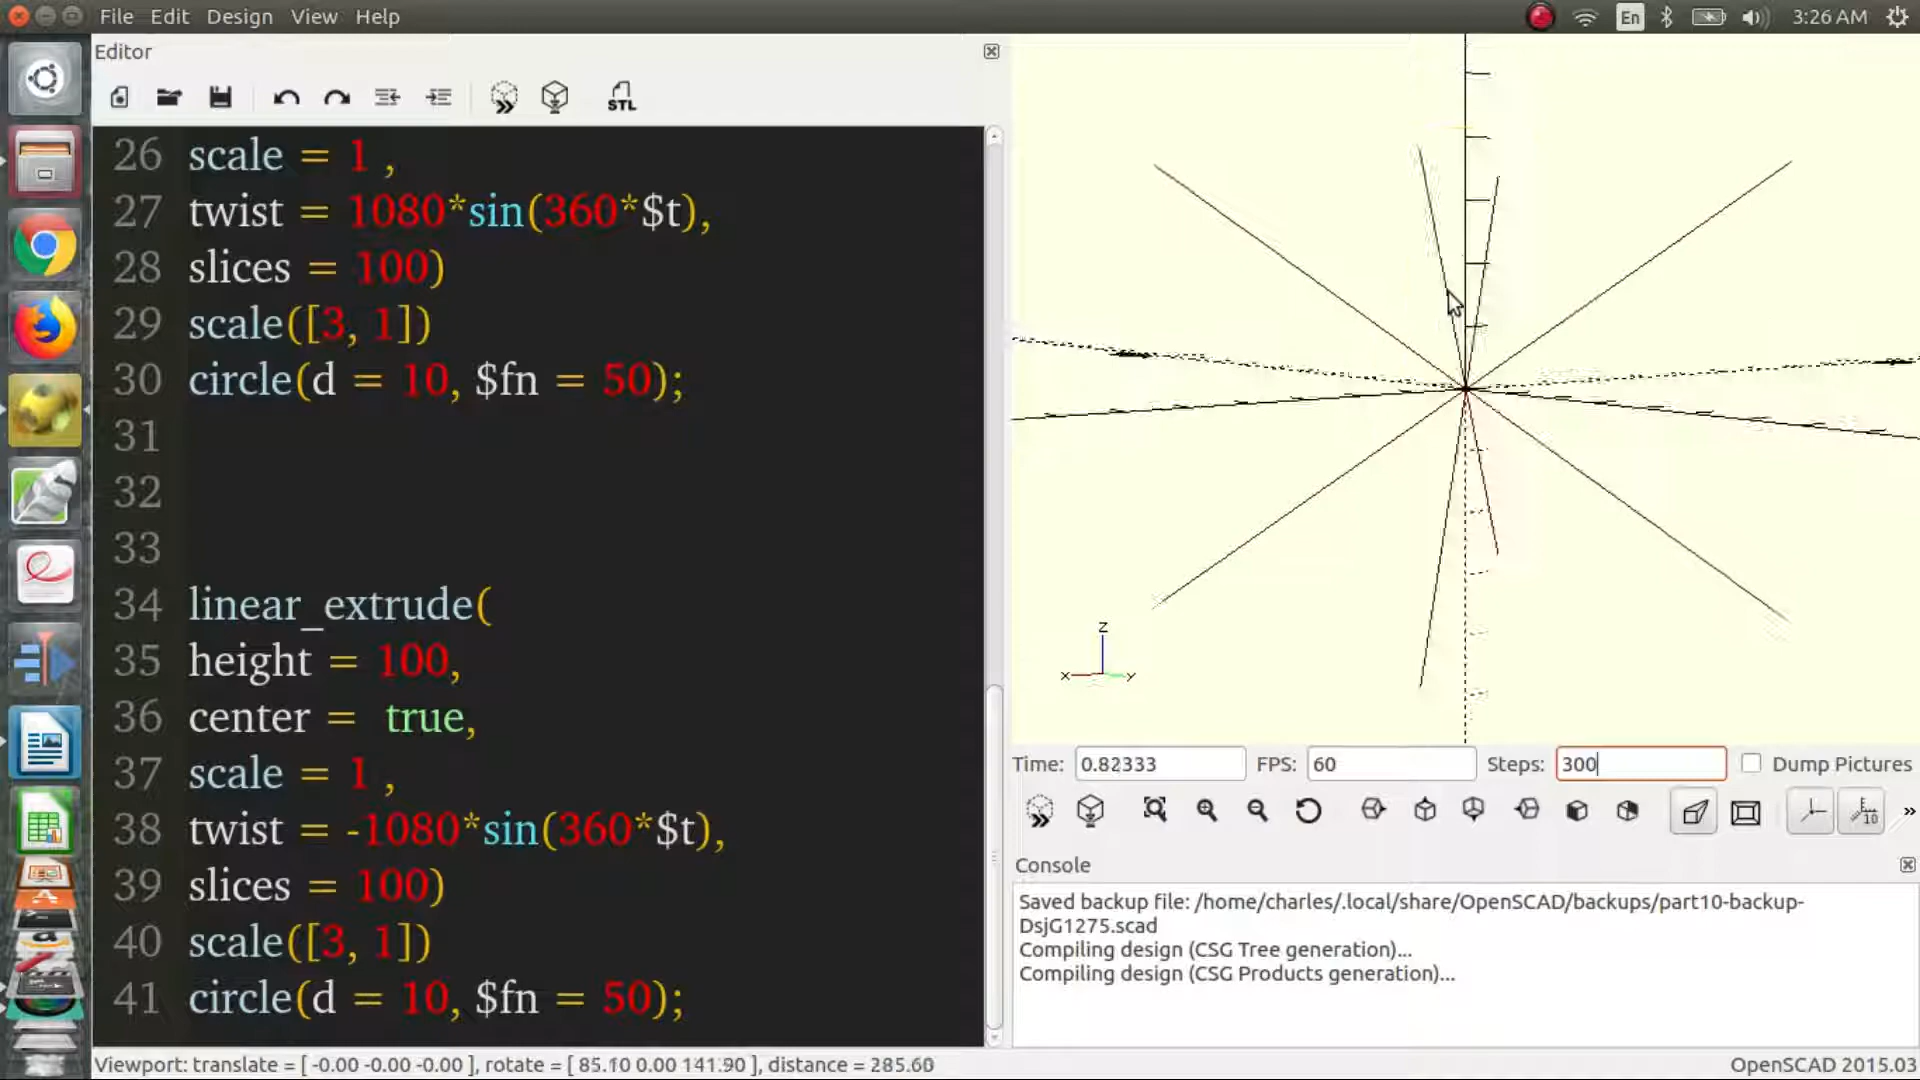 File Edit Design View Help
En
3:26 AM
Editor
STL
26 scale = 1 ,
27 twist = 1080*sin(360*$t),
28 slices = 100)
29 scale([3, 1])
30 circle(d = 10, $fn = 50);
31
32
33
34 linear_extrude(
35 height = 100,
36 center =  true,
37 scale = 1 ,
38 twist = -1080*sin(360*$t),
39 slices = 100)
40 scale([3, 1])
41 circle(d = 10, $fn = 50);
z
x
y
Time: 0.82333 FPS: 60 Steps: 300 Dump Pictures
10
Console
Saved backup file: /home/charles/.local/share/OpenSCAD/backups/part10-backup-
DsjG1275.scad
Compiling design (CSG Tree generation)...
Compiling design (CSG Products generation)...
Viewport: translate = [ -0.00 -0.00 -0.00 ], rotate = [ 85.10 0.00 141.90 ], distance = 285.60
OpenSCAD 2015.03